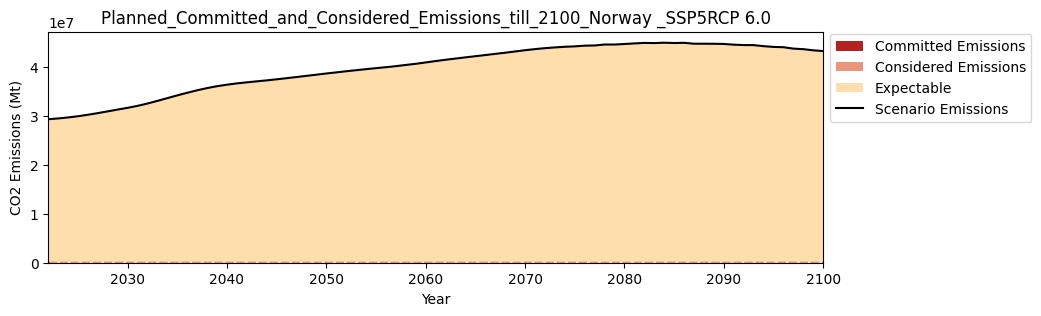 Planned_Committed_and_Considered_Emissions_till_2100_Norway _SSP5RCP 6.0
1e7
4
3
2
1
0
CO2 Emissions (Mt)
2030 2040 2050 2060 2070 2080 2090 2100
Year
Committed Emissions
Considered Emissions
Expectable
Scenario Emissions